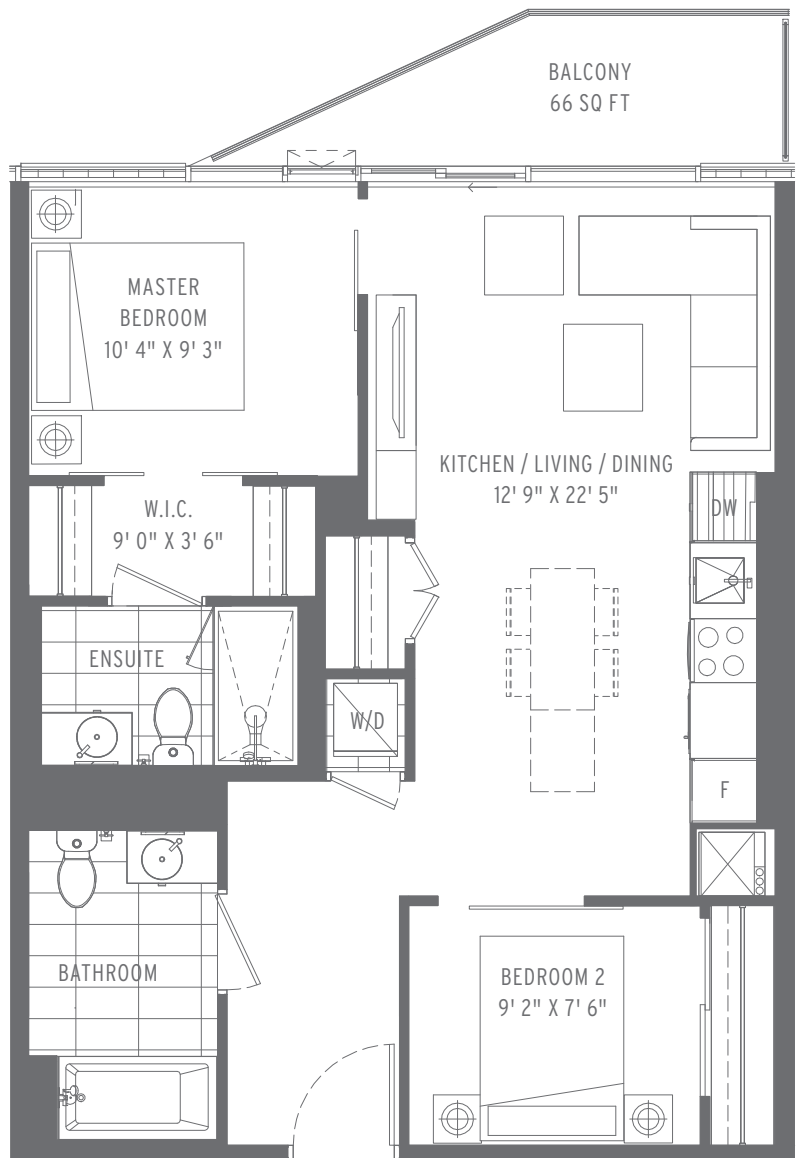 BALCONY
66 SQ FT
MASTER
BEDROOM
10' 4" X 9' 3"
KITCHEN / LIVING / DINING
12' 9" X 22' 5"
W.I.C.
9' 0" X 3' 6"
DW
ENSUITE
W/D
F
BATHROOM
BEDROOM 2
9' 2" X 7' 6"